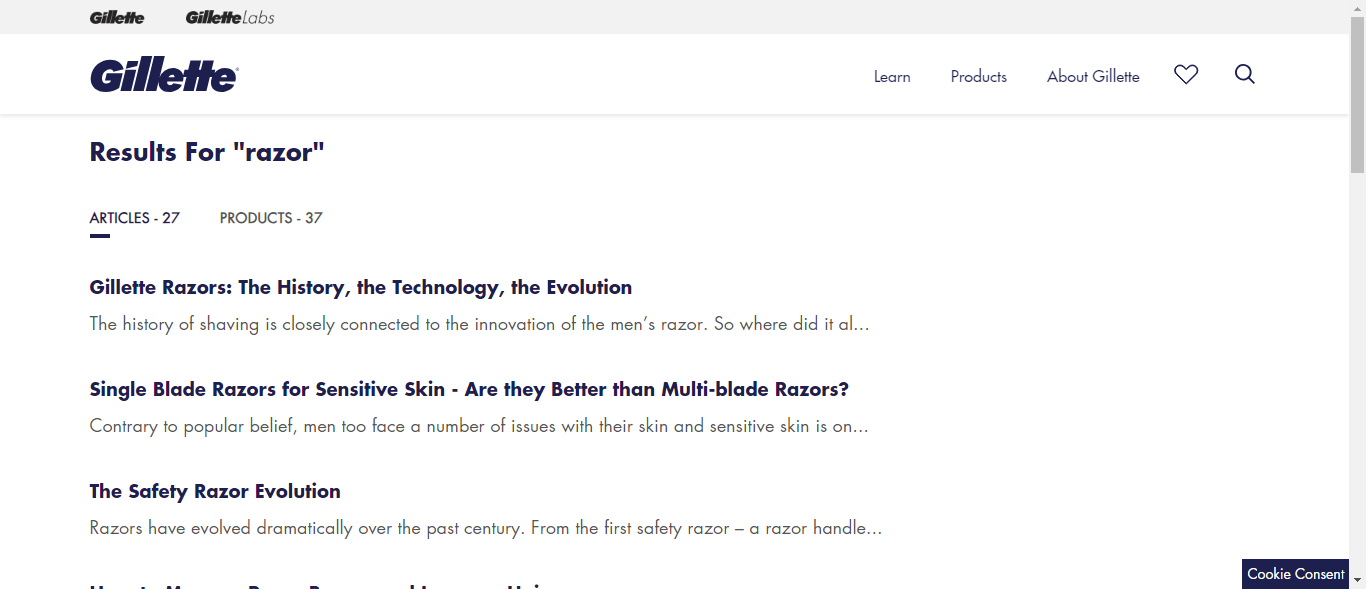 Gillette GilletteLabs
Gillette Learn Products About Gillette
Results For "razor"
ARTICLES - 27 PRODUCTS - 37
Gillette Razors: The History, the Technology, the Evolution
The history of shaving is closely connected to the innovation of the men’s razor. So where did it al...
Single Blade Razors for Sensitive Skin - Are they Better than Multi-blade Razors?
Contrary to popular belief, men too face a number of issues with their skin and sensitive skin is on...
The Safety Razor Evolution
Razors have evolved dramatically over the past century. From the first safety razor – a razor handle...
Cookie Consent